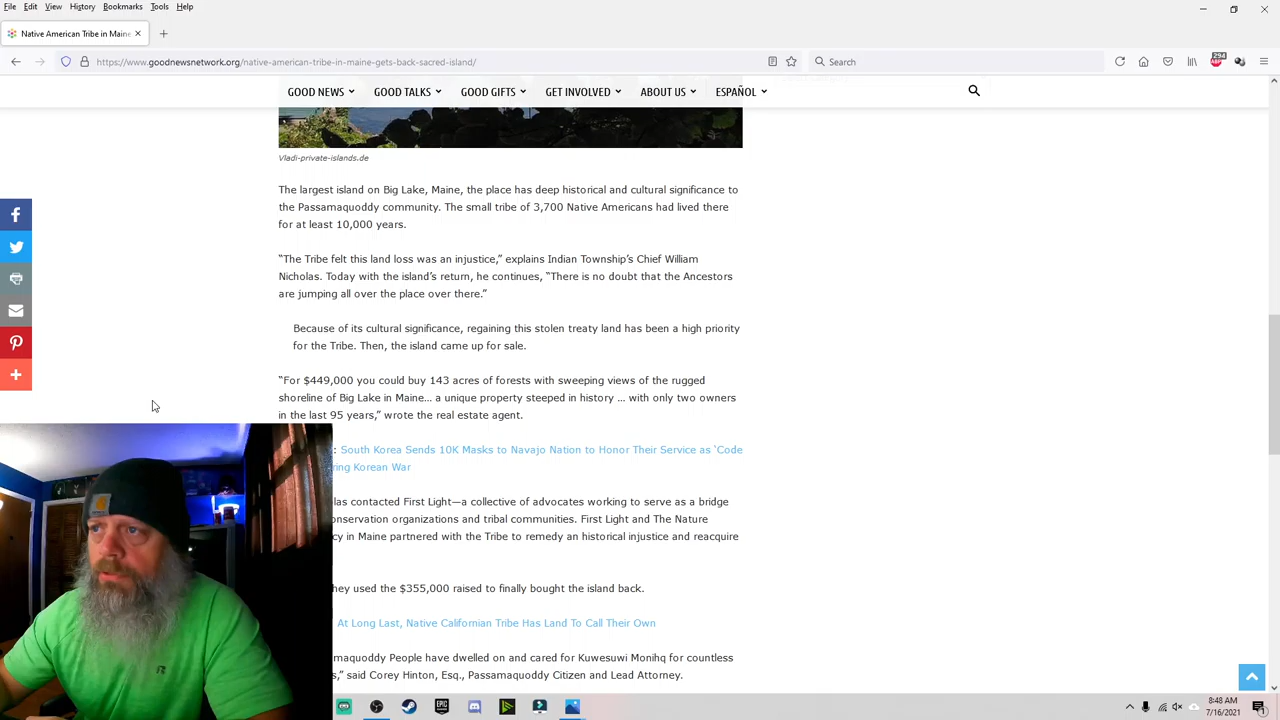 File Edit View History Bookmarks Tools Help
Native American Tribe in Maine
https://www.goodnewsnetwork.org/native-american-tribe-in-maine-gets-back-sacred-island/
Search
294
ABP
GOOD NEWS GOOD TALKS GOOD GIFTS GET INVOLVED ABOUT US ESPAÑOL
Vladi-private-islands.de
The largest island on Big Lake, Maine, the place has deep historical and cultural significance to
the Passamaquoddy community. The small tribe of 3,700 Native Americans had lived there
for at least 10,000 years.
“The Tribe felt this land loss was an injustice,” explains Indian Township’s Chief William
Nicholas. Today with the island’s return, he continues, “There is no doubt that the Ancestors
are jumping all over the place over there.”
Because of its cultural significance, regaining this stolen treaty land has been a high priority
for the Tribe. Then, the island came up for sale.
“For $449,000 you could buy 143 acres of forests with sweeping views of the rugged
shoreline of Big Lake in Maine… a unique property steeped in history … with only two owners
in the last 95 years,” wrote the real estate agent.
: South Korea Sends 10K Masks to Navajo Nation to Honor Their Service as ‘Code
ring Korean War
las contacted First Light—a collective of advocates working to serve as a bridge
onservation organizations and tribal communities. First Light and The Nature
cy in Maine partnered with the Tribe to remedy an historical injustice and reacquire
hey used the $355,000 raised to finally bought the island back.
At Long Last, Native Californian Tribe Has Land To Call Their Own
maquoddy People have dwelled on and cared for Kuwesuwi Monihq for countless
s,” said Corey Hinton, Esq., Passamaquoddy Citizen and Lead Attorney.
8:48 AM
7/16/2021